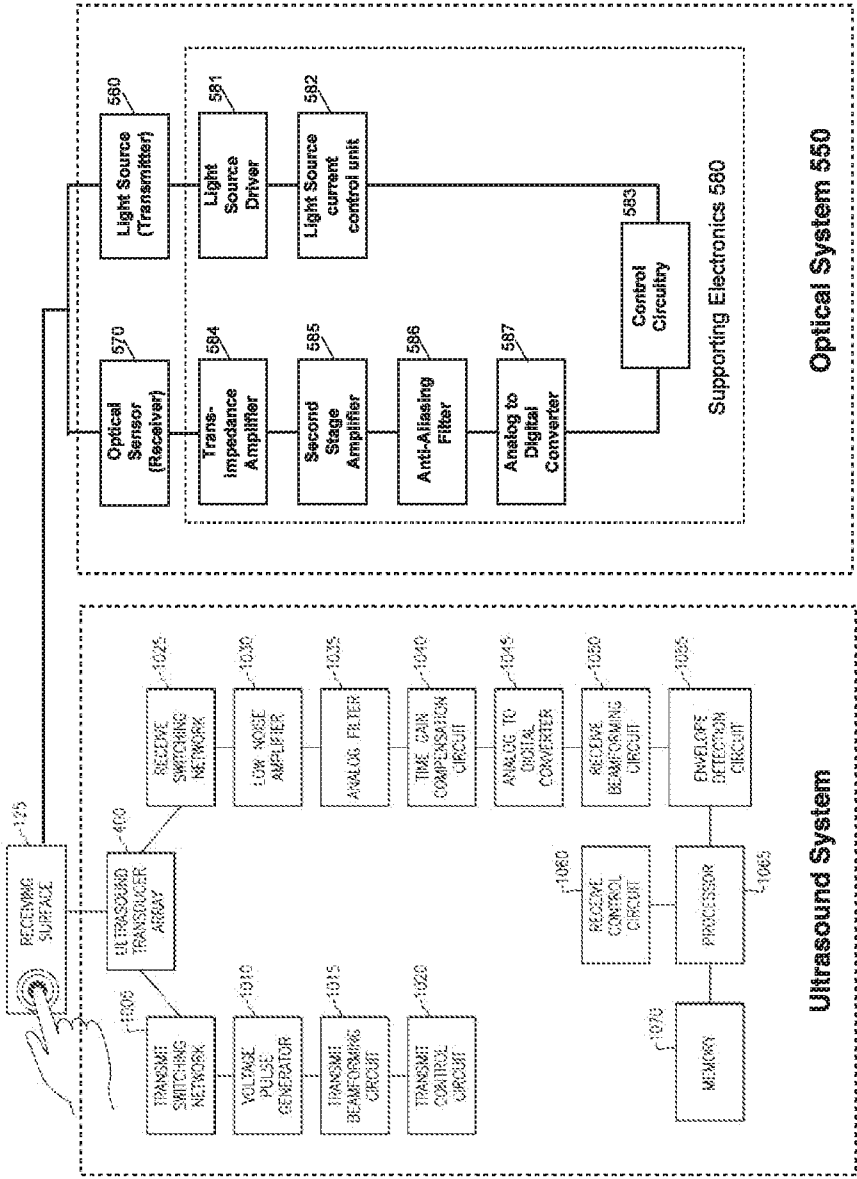 RECEIVING
SURFACE
125
ULTRASOUND
TRANSDUCER
ARRAY
400
TRANSMIT
SWITCHING
NETWORK
VOLTAGE
PULSE
GENERATOR
1010
TRANSMIT
BEAMFORMING
CIRCUIT
1015
TRANSMIT
CONTROL
CIRCUIT
1020
RECEIVE
SWITCHING
NETWORK
1025
LOW NOISE
AMPLIFIER
1030
ANALOG FILTER
1035
TIME GAIN
COMPENSATION
CIRCUIT
1040
ANALOG TO
DIGITAL
CONVERTER
1045
RECEIVE
BEAMFORMING
CIRCUIT
ENVELOPE
DETECTION
CIRCUIT
RECEIVE
CONTROL
CIRCUIT
PROCESSOR
1065
MEMORY
1070
Ultrasound System
Optical
Sensor
(Receiver)
570
Light Source
(Transmitter)
560
Trans-
impedance
Amplifier
584
Second
Stage
Amplifier
585
Anti-Aliasing
Filter
586
Analog to
Digital
Converter
587
Light
Source
Driver
581
Light Source
current
control unit
582
Control
Circuitry
583
Supporting Electronics 580
Optical System 550